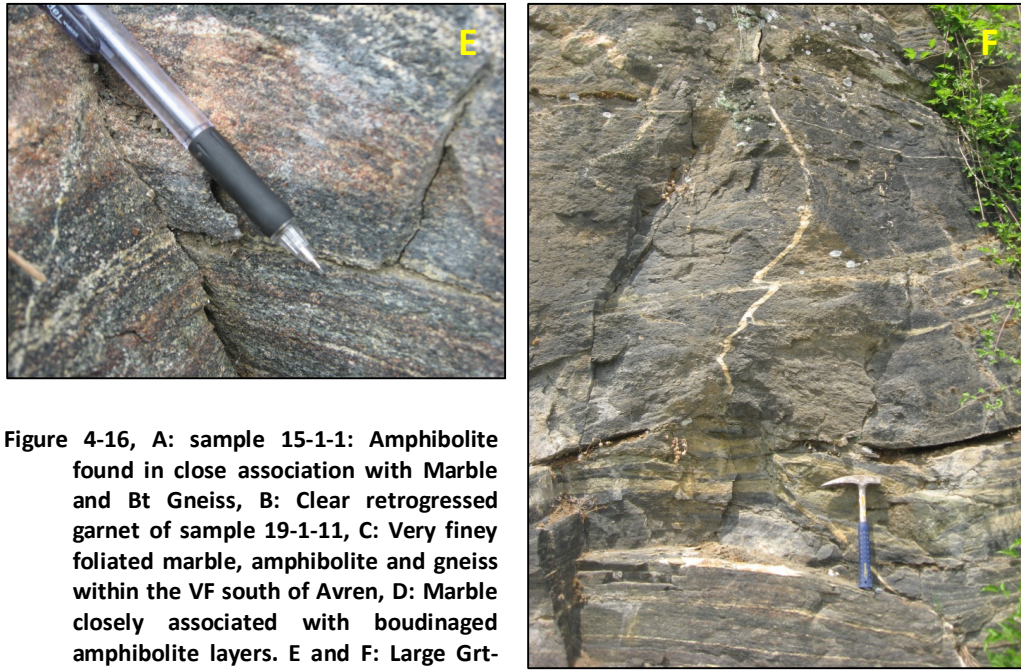 E
F
Figure 4-16, A: sample 15-1-1: Amphibolite
found in close association with Marble
and Bt Gneiss, B: Clear retrogressed
garnet of sample 19-1-11, C: Very finey
foliated marble, amphibolite and gneiss
within the VF south of Avren, D: Marble
closely associated with boudinaged
amphibolite layers. E and F: Large Grt-